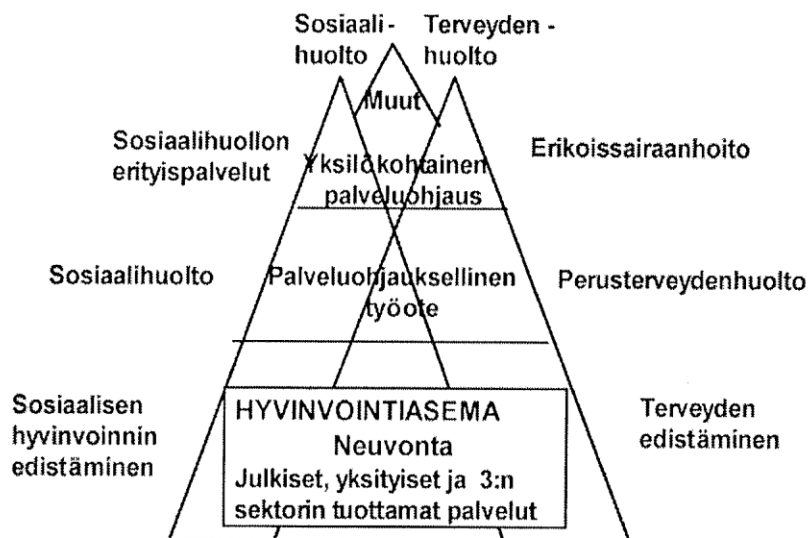 Sosiaali-
huolto
Terveyden -
huolto
Muut
Sosiaalihuollon
erityispalvelut
Yksilökohtainen
palveluohjaus
Erikoissairaanhoito
Sosiaalihuolto
Palveluohjauksellinen
työote
Perusterveydenhuolto
Sosiaalisen
hyvinvoinnin
edistäminen
HYVINVOINTIASEMA
Neuvonta
Julkiset, yksityiset ja 3:n
sektorin tuottamat palvelut
Terveyden
edistäminen